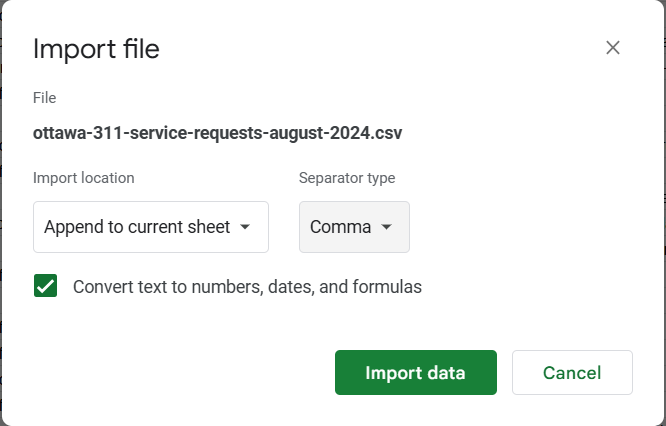 Import file
File
ottawa-311-service-requests-august-2024.csv
Import location
Separator type
Append to current sheet
Comma
Convert text to numbers, dates, and formulas
Import data
Cancel